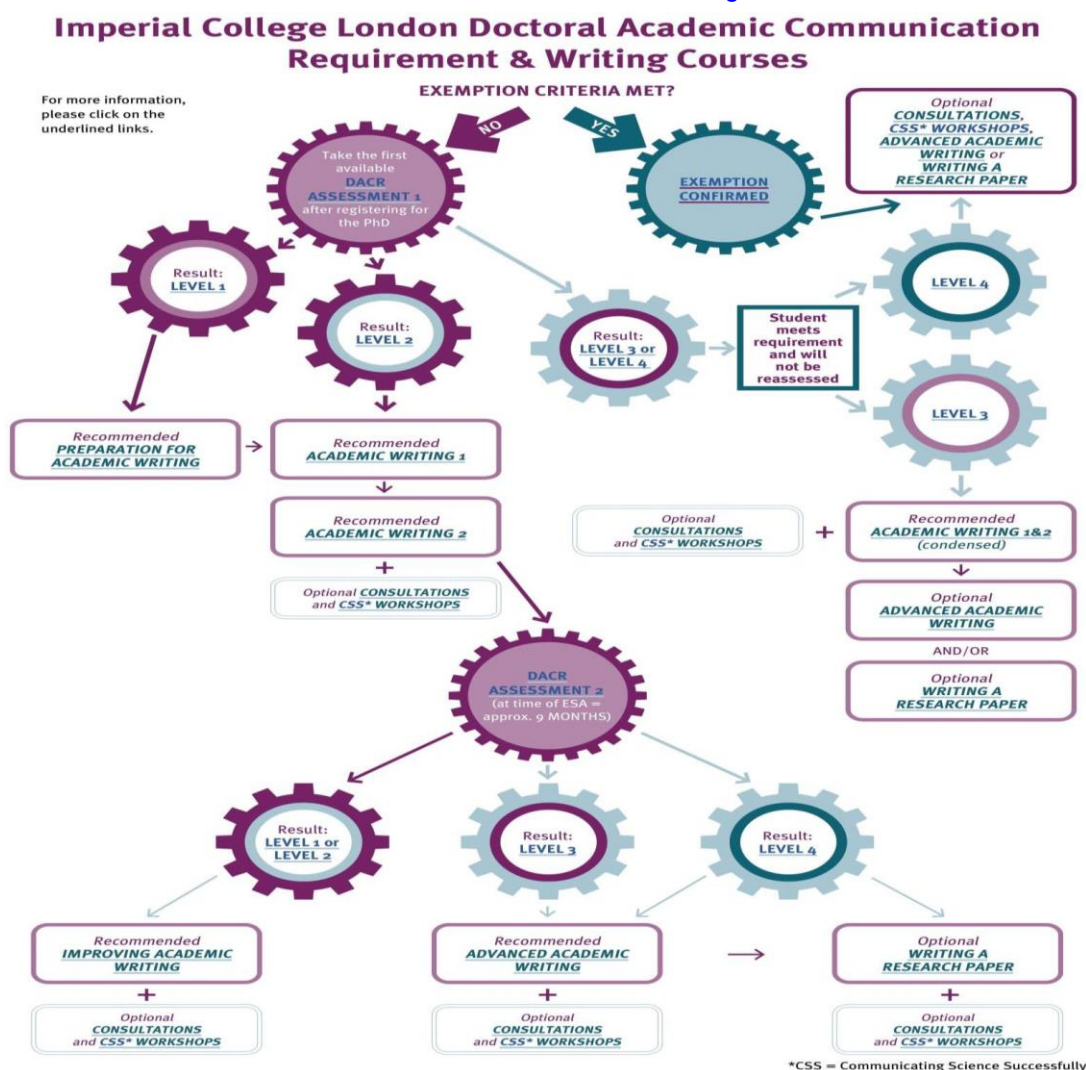 Imperial College London Doctoral Academic Communication
Requirement & Writing Courses
For more information,
please click on the
underlined links.
EXEMPTION CRITERIA MET?
NO
YES
Take the first
available
DACR
ASSESSMENT 1
after registering for
the PhD
EXEMPTION
CONFIRMED
Optional
CONSULTATIONS,
CSS* WORKSHOPS,
ADVANCED ACADEMIC
WRITING or
WRITING A
RESEARCH PAPER
Result:
LEVEL 1
Result:
LEVEL 2
Result:
LEVEL 3 or
LEVEL 4
Student
meets
requirement
and will
not be
reassessed
LEVEL 4
LEVEL 3
Recommended
PREPARATION FOR
ACADEMIC WRITING
Recommended
ACADEMIC WRITING 1
Recommended
ACADEMIC WRITING 2
+
Optional CONSULTATIONS
and CSS* WORKSHOPS
Optional
CONSULTATIONS
and CSS* WORKSHOPS
+
Recommended
ACADEMIC WRITING 1&2
(condensed)
Optional
ADVANCED ACADEMIC
WRITING
AND/OR
Optional
WRITING A
RESEARCH PAPER
DACR
ASSESSMENT 2
(at time of ESA =
approx. 9 MONTHS)
Result:
LEVEL 1 or
LEVEL 2
Result:
LEVEL 3
Result:
LEVEL 4
Recommended
IMPROVING ACADEMIC
WRITING
+
Optional
CONSULTATIONS
and CSS* WORKSHOPS
Recommended
ADVANCED ACADEMIC
WRITING
+
Optional
CONSULTATIONS
and CSS* WORKSHOPS
Optional
WRITING A
RESEARCH PAPER
+
Optional
CONSULTATIONS
and CSS* WORKSHOPS
*CSS = Communicating Science Successfully